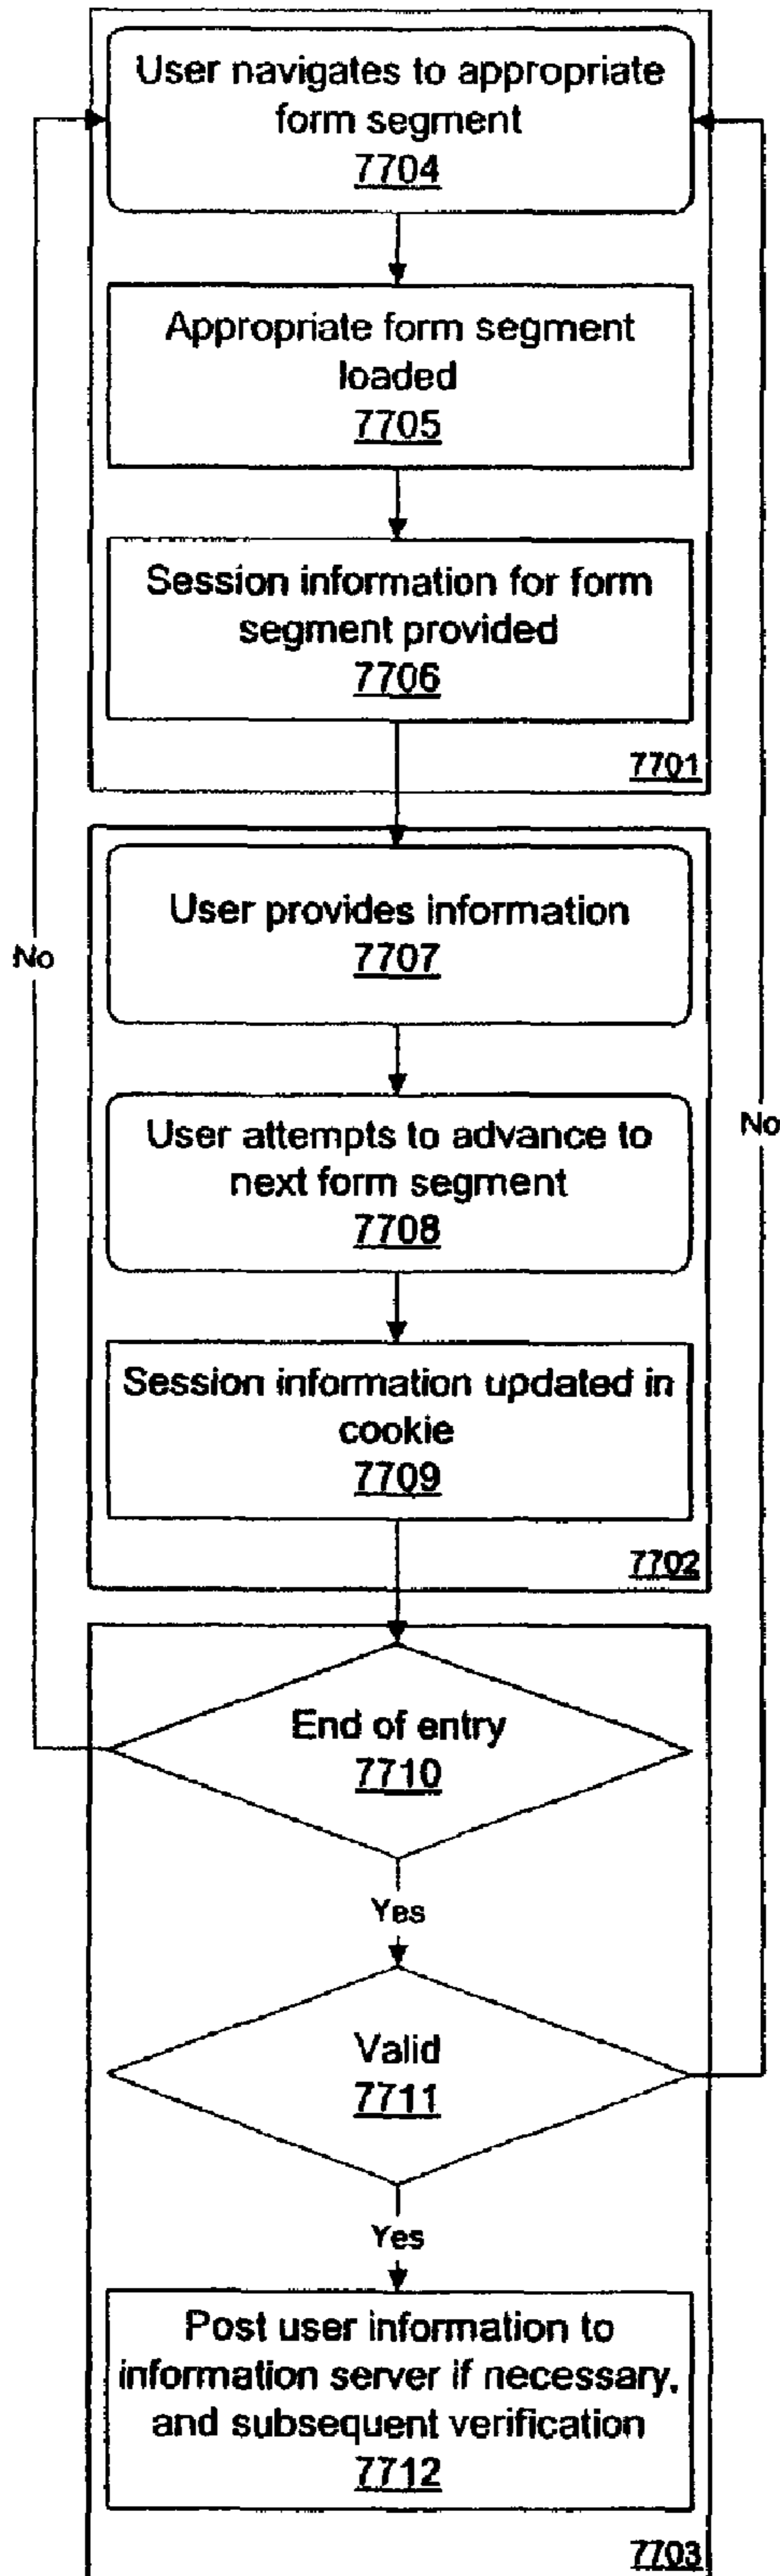 User navigates to appropriate
form segment
7704
Appropriate form segment
loaded
7705
Session information for form
segment provided
7706
7701
User provides information
7707
No
User attempts to advance to
next form segment
7708
No
Session information updated in
cookie
7709
7702
End of entry
7710
Yes
Valid
7711
Yes
Post user information to
information server if necessary,
and subsequent verification
7712
7703